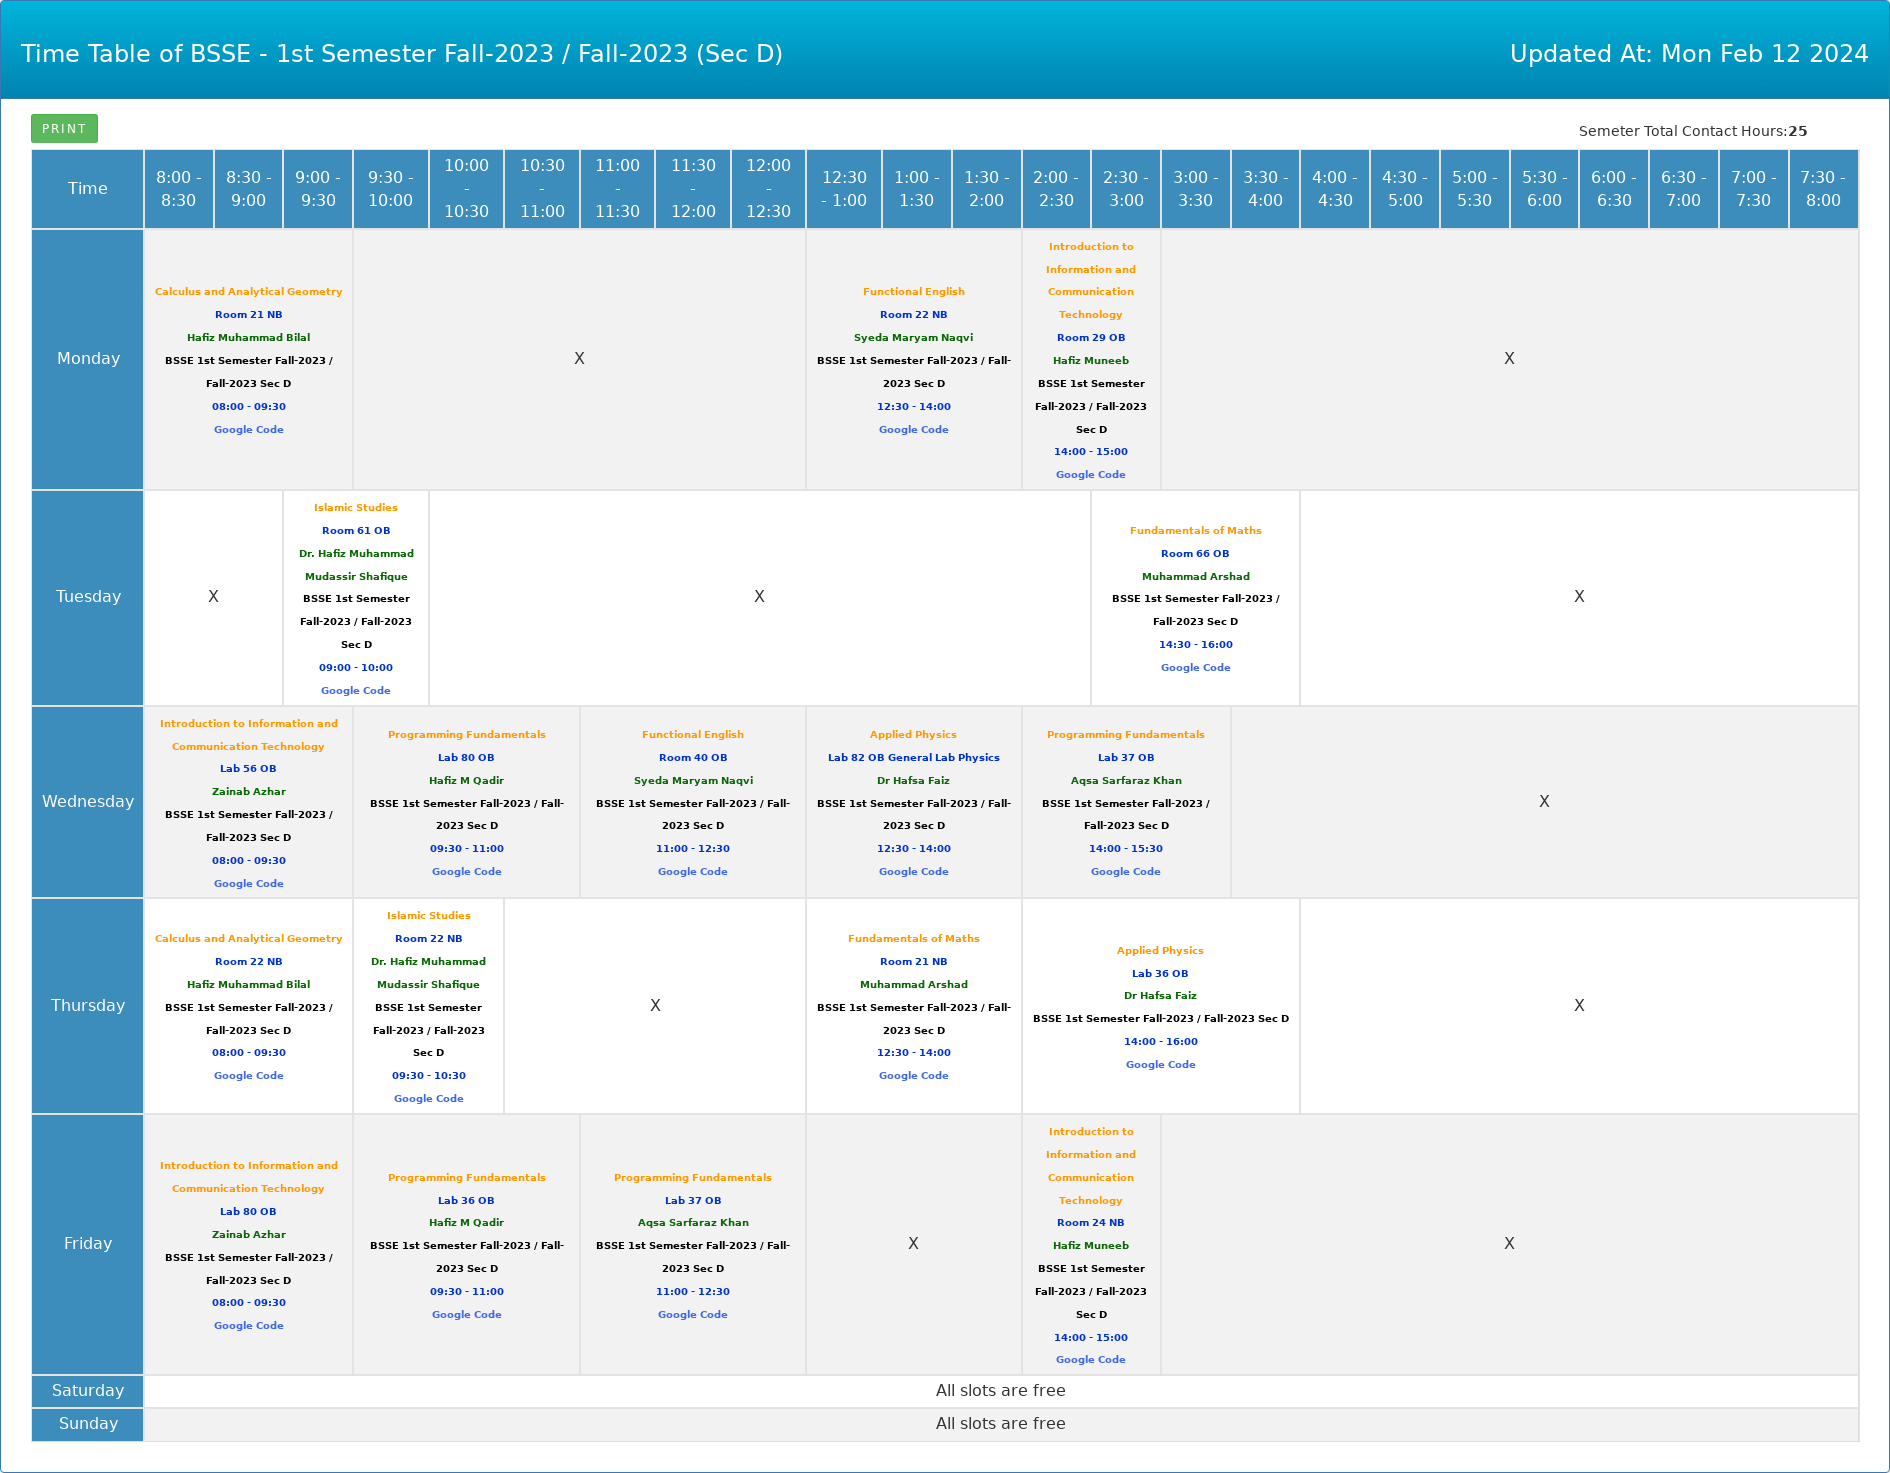 Time Table of BSSE - 1st Semester Fall-2023 / Fall-2023 (Sec D)
Updated At: Mon Feb 12 2024
PRINT
Semeter Total Contact Hours:25
Time
8:00 -
8:30
8:30 -
9:00
9:00 -
9:30
9:30 -
10:00
10:00
-
10:30
10:30
-
11:00
11:00
-
11:30
11:30
-
12:00
12:00
-
12:30
12:30
- 1:00
1:00 -
1:30
1:30 -
2:00
2:00 -
2:30
2:30 -
3:00
3:00 -
3:30
3:30 -
4:00
4:00 -
4:30
4:30 -
5:00
5:00 -
5:30
5:30 -
6:00
6:00 -
6:30
6:30 -
7:00
7:00 -
7:30
7:30 -
8:00
Monday
Calculus and Analytical Geometry
Room 21 NB
Hafiz Muhammad Bilal
BSSE 1st Semester Fall-2023 /
Fall-2023 Sec D
08:00 - 09:30
Google Code
X
Functional English
Room 22 NB
Syeda Maryam Naqvi
BSSE 1st Semester Fall-2023 / Fall-
2023 Sec D
12:30 - 14:00
Google Code
Introduction to
Information and
Communication
Technology
Room 29 OB
Hafiz Muneeb
BSSE 1st Semester
Fall-2023 / Fall-2023
Sec D
14:00 - 15:00
Google Code
X
Tuesday
X
Islamic Studies
Room 61 OB
Dr. Hafiz Muhammad
Mudassir Shafique
BSSE 1st Semester
Fall-2023 / Fall-2023
Sec D
09:00 - 10:00
Google Code
X
Fundamentals of Maths
Room 66 OB
Muhammad Arshad
BSSE 1st Semester Fall-2023 /
Fall-2023 Sec D
14:30 - 16:00
Google Code
X
Wednesday
Introduction to Information and
Communication Technology
Lab 56 OB
Zainab Azhar
BSSE 1st Semester Fall-2023 /
Fall-2023 Sec D
08:00 - 09:30
Google Code
Programming Fundamentals
Lab 80 OB
Hafiz M Qadir
BSSE 1st Semester Fall-2023 / Fall-
2023 Sec D
09:30 - 11:00
Google Code
Functional English
Room 40 OB
Syeda Maryam Naqvi
BSSE 1st Semester Fall-2023 / Fall-
2023 Sec D
11:00 - 12:30
Google Code
Applied Physics
Lab 82 OB General Lab Physics
Dr Hafsa Faiz
BSSE 1st Semester Fall-2023 / Fall-
2023 Sec D
12:30 - 14:00
Google Code
Programming Fundamentals
Lab 37 OB
Aqsa Sarfaraz Khan
BSSE 1st Semester Fall-2023 /
Fall-2023 Sec D
14:00 - 15:30
Google Code
X
Thursday
Calculus and Analytical Geometry
Room 22 NB
Hafiz Muhammad Bilal
BSSE 1st Semester Fall-2023 /
Fall-2023 Sec D
08:00 - 09:30
Google Code
Islamic Studies
Room 22 NB
Dr. Hafiz Muhammad
Mudassir Shafique
BSSE 1st Semester
Fall-2023 / Fall-2023
Sec D
09:30 - 10:30
Google Code
X
Fundamentals of Maths
Room 21 NB
Muhammad Arshad
BSSE 1st Semester Fall-2023 / Fall-
2023 Sec D
12:30 - 14:00
Google Code
Applied Physics
Lab 36 OB
Dr Hafsa Faiz
BSSE 1st Semester Fall-2023 / Fall-2023 Sec D
14:00 - 16:00
Google Code
X
Friday
Introduction to Information and
Communication Technology
Lab 80 OB
Zainab Azhar
BSSE 1st Semester Fall-2023 /
Fall-2023 Sec D
08:00 - 09:30
Google Code
Programming Fundamentals
Lab 36 OB
Hafiz M Qadir
BSSE 1st Semester Fall-2023 / Fall-
2023 Sec D
09:30 - 11:00
Google Code
Programming Fundamentals
Lab 37 OB
Aqsa Sarfaraz Khan
BSSE 1st Semester Fall-2023 / Fall-
2023 Sec D
11:00 - 12:30
Google Code
X
Introduction to
Information and
Communication
Technology
Room 24 NB
Hafiz Muneeb
BSSE 1st Semester
Fall-2023 / Fall-2023
Sec D
14:00 - 15:00
Google Code
X
Saturday
All slots are free
Sunday
All slots are free